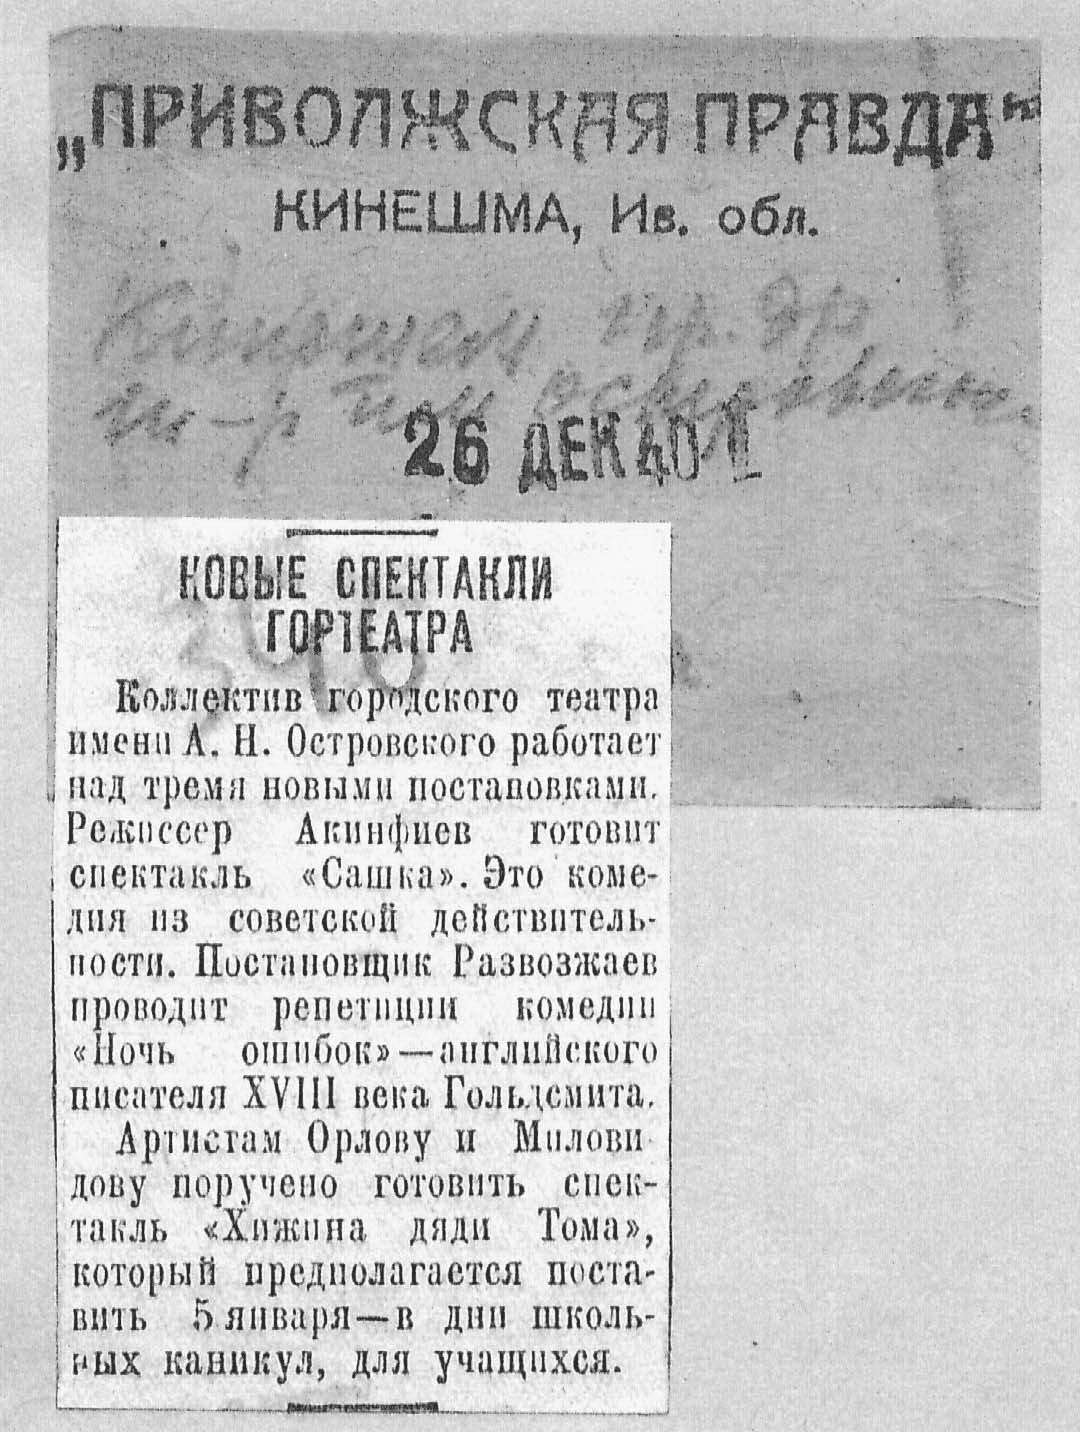 „ПРИВОЛЖСКАЯ ПРАВДА"
КИНЕШМА, Ив. обл.
т-р им
26 ДЕК 40
НОВЫЕ СПЕКТАКЛИ
ГОРТЕАТРА
Коллектив городского театра
имени А. Н. Островского работает
над тремя новыми постановками.
Режиссер Акинфиев готовит
спектакль «Сашка». Это коме-
дия из советской действитель-
ности. Постановщик Развозжаев
проводит репетиции комедии
«Ночь ошибок»—английского
писателя XVIII века Гольдсмита.
Артистам Орлову и Милови
дову поручено готовить спек-
такль «Хижина дяди Тома»,
который предполагается поста-
вить 5 января—в дни школь-
ных каникул, для учащихся.